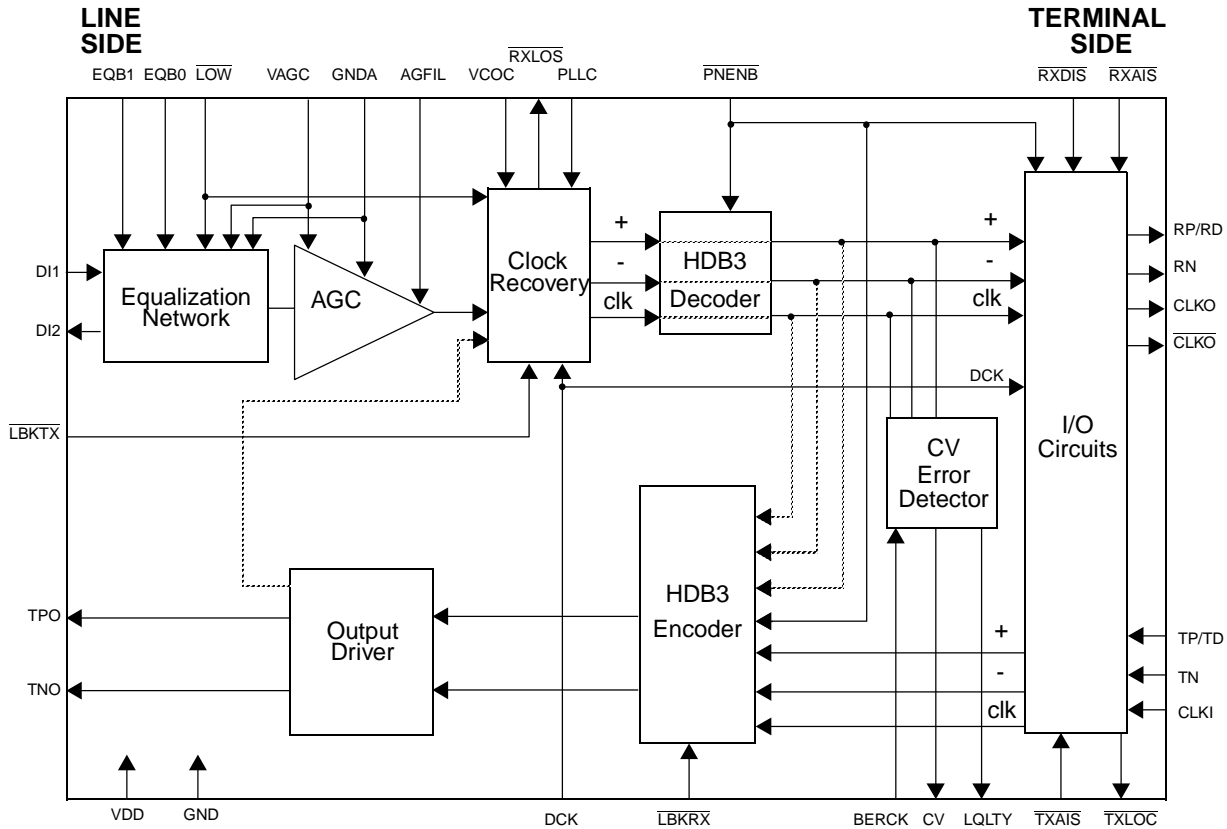 LINE
SIDE
TERMINAL
SIDE
EQB1
EQB0
LOW
VAGC
GNDA
AGFIL
VCOC
RXLOS
PLLC
PNENB
RXDIS
RXAIS
DI1
DI2
Equalization
Network
AGC
Clock
Recovery
+
-
clk
HDB3
Decoder
+
-
clk
DCK
RP/RD
RN
CLKO
CLKO
I/O
Circuits
LBKTX
CV
Error
Detector
HDB3
Encoder
Output
Driver
TPO
TNO
+
-
clk
TP/TD
TN
CLKI
VDD
GND
DCK
LBKRX
BERCK
CV
LQLTY
TXAIS
TXLOC